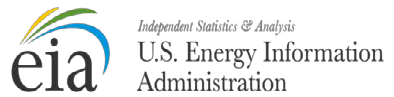 eia
Independent Statistics & Analysis
U.S. Energy Information
Administration